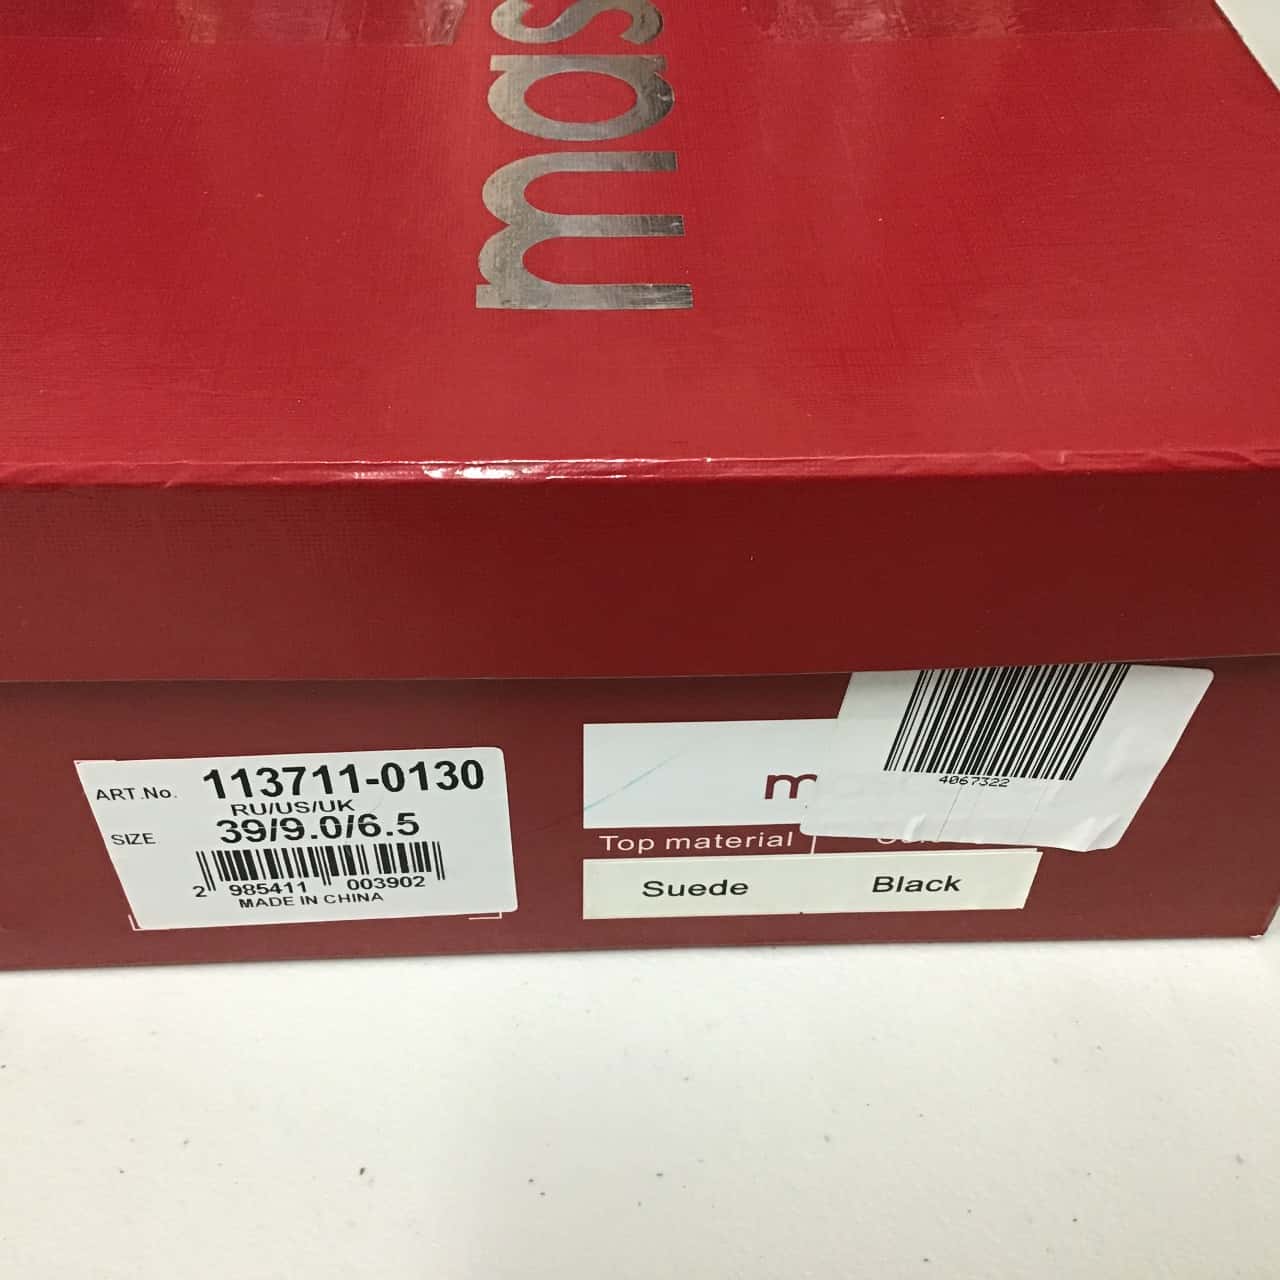 mas
ART.No. 113711-0130
RU/US/UK
SIZE 39/9.0/6.5
2 985411 003902
MADE IN CHINA
m
4067322
Top material
Suede Black